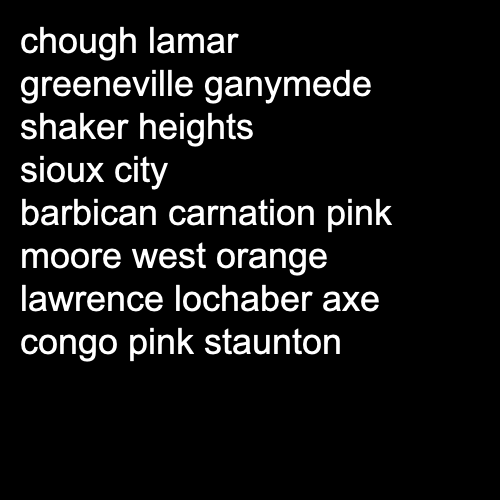 chough lamar
greeneville ganymede
shaker heights
sioux city
barbican carnation pink
moore west orange
lawrence lochaber axe
congo pink staunton